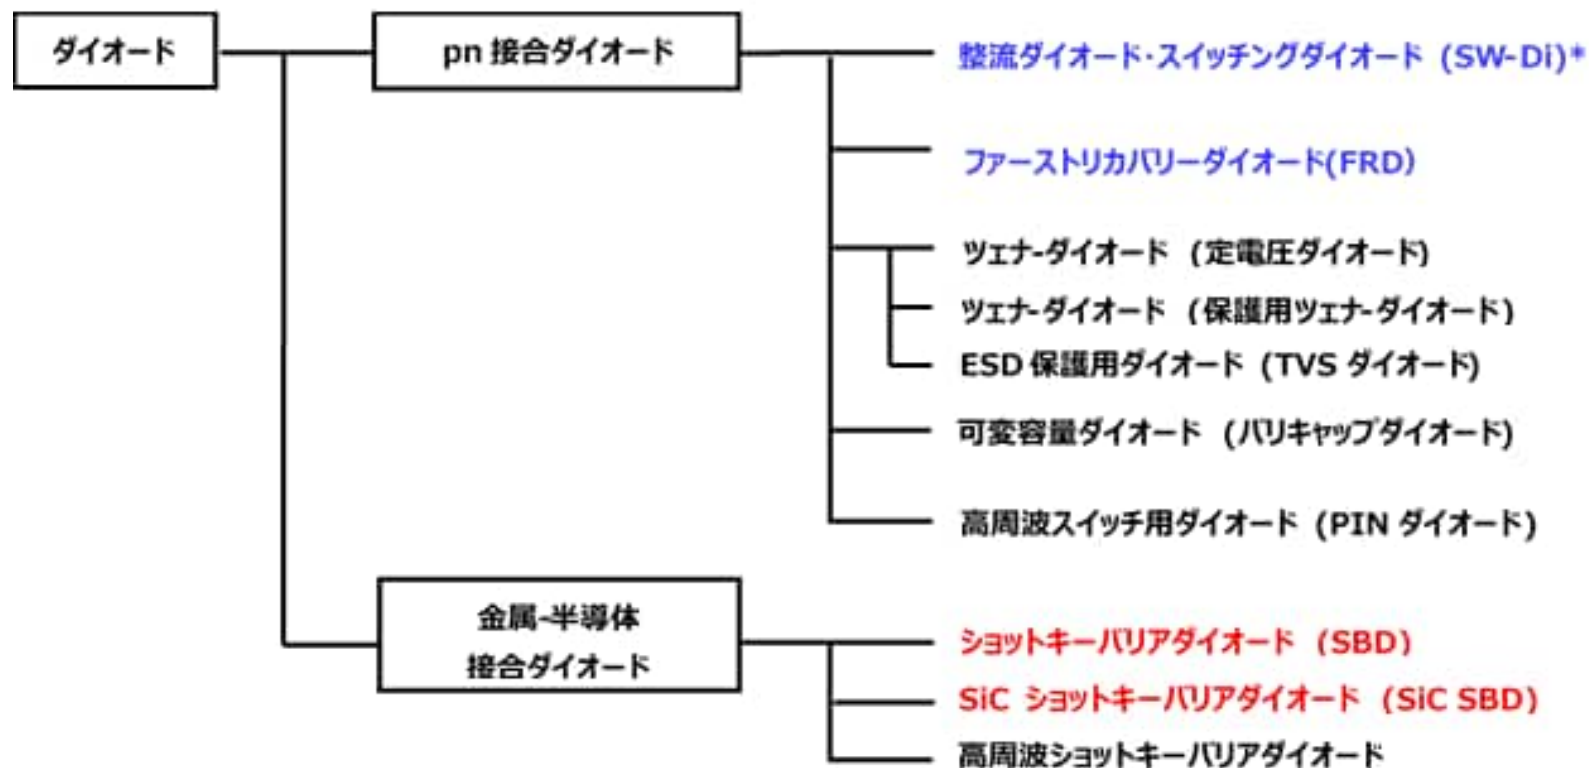 ダイオード
pn 接合ダイオード
整流ダイオード・スイッチングダイオード (SW-Di)*
ファーストリカバリーダイオード(FRD)
ツェナ-ダイオード (定電圧ダイオード)
ツェナ-ダイオード (保護用ツェナ-ダイオード)
ESD 保護用ダイオード (TVS ダイオード)
可変容量ダイオード (バリキャップダイオード)
高周波スイッチ用ダイオード (PIN ダイオード)
金属-半導体
接合ダイオード
ショットキーバリアダイオード (SBD)
SiC ショットキーバリアダイオード (SiC SBD)
高周波ショットキーバリアダイオード